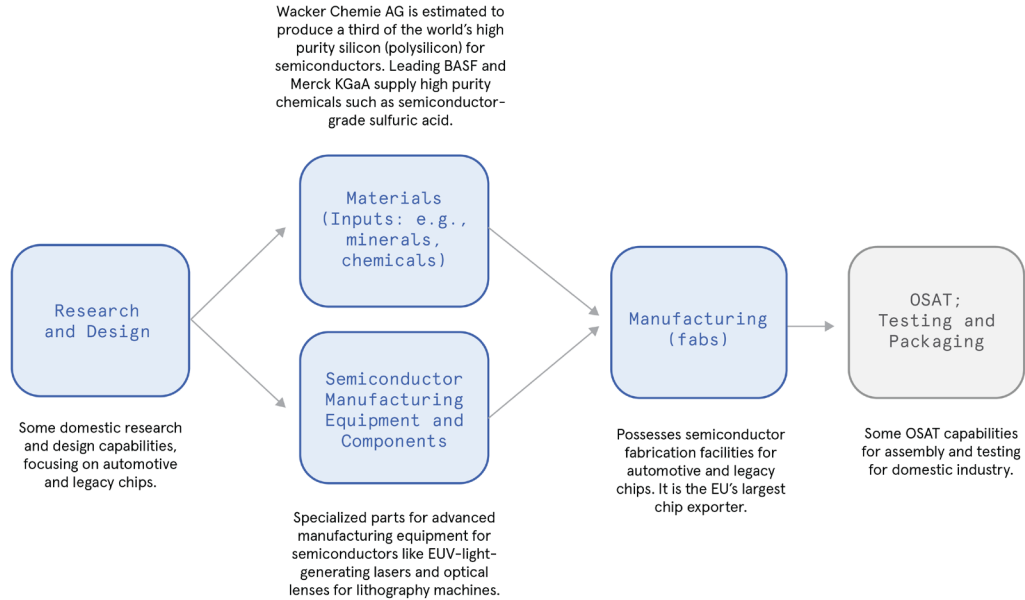 Wacker Chemie AG is estimated to
produce a third of the world's high
purity silicon (polysilicon) for
semiconductors. Leading BASF and
Merck KGaA supply high purity
chemicals such as semiconductor-
grade sulfuric acid.
Materials
(Inputs: e.g.,
minerals,
chemicals)
Research
and Design
Some domestic research
and design capabilities,
focusing on automotive
and legacy chips.
Semiconductor
Manufacturing
Equipment and
Components
Specialized parts for advanced
manufacturing equipment for
semiconductors like EUV-light-
generating lasers and optical
lenses for lithography machines.
Manufacturing
(fabs)
Possesses semiconductor
fabrication facilities for
automotive and legacy
chips. It is the EU's largest
chip exporter.
OSAT;
Testing and
Packaging
Some OSAT capabilities
for assembly and testing
for domestic industry.